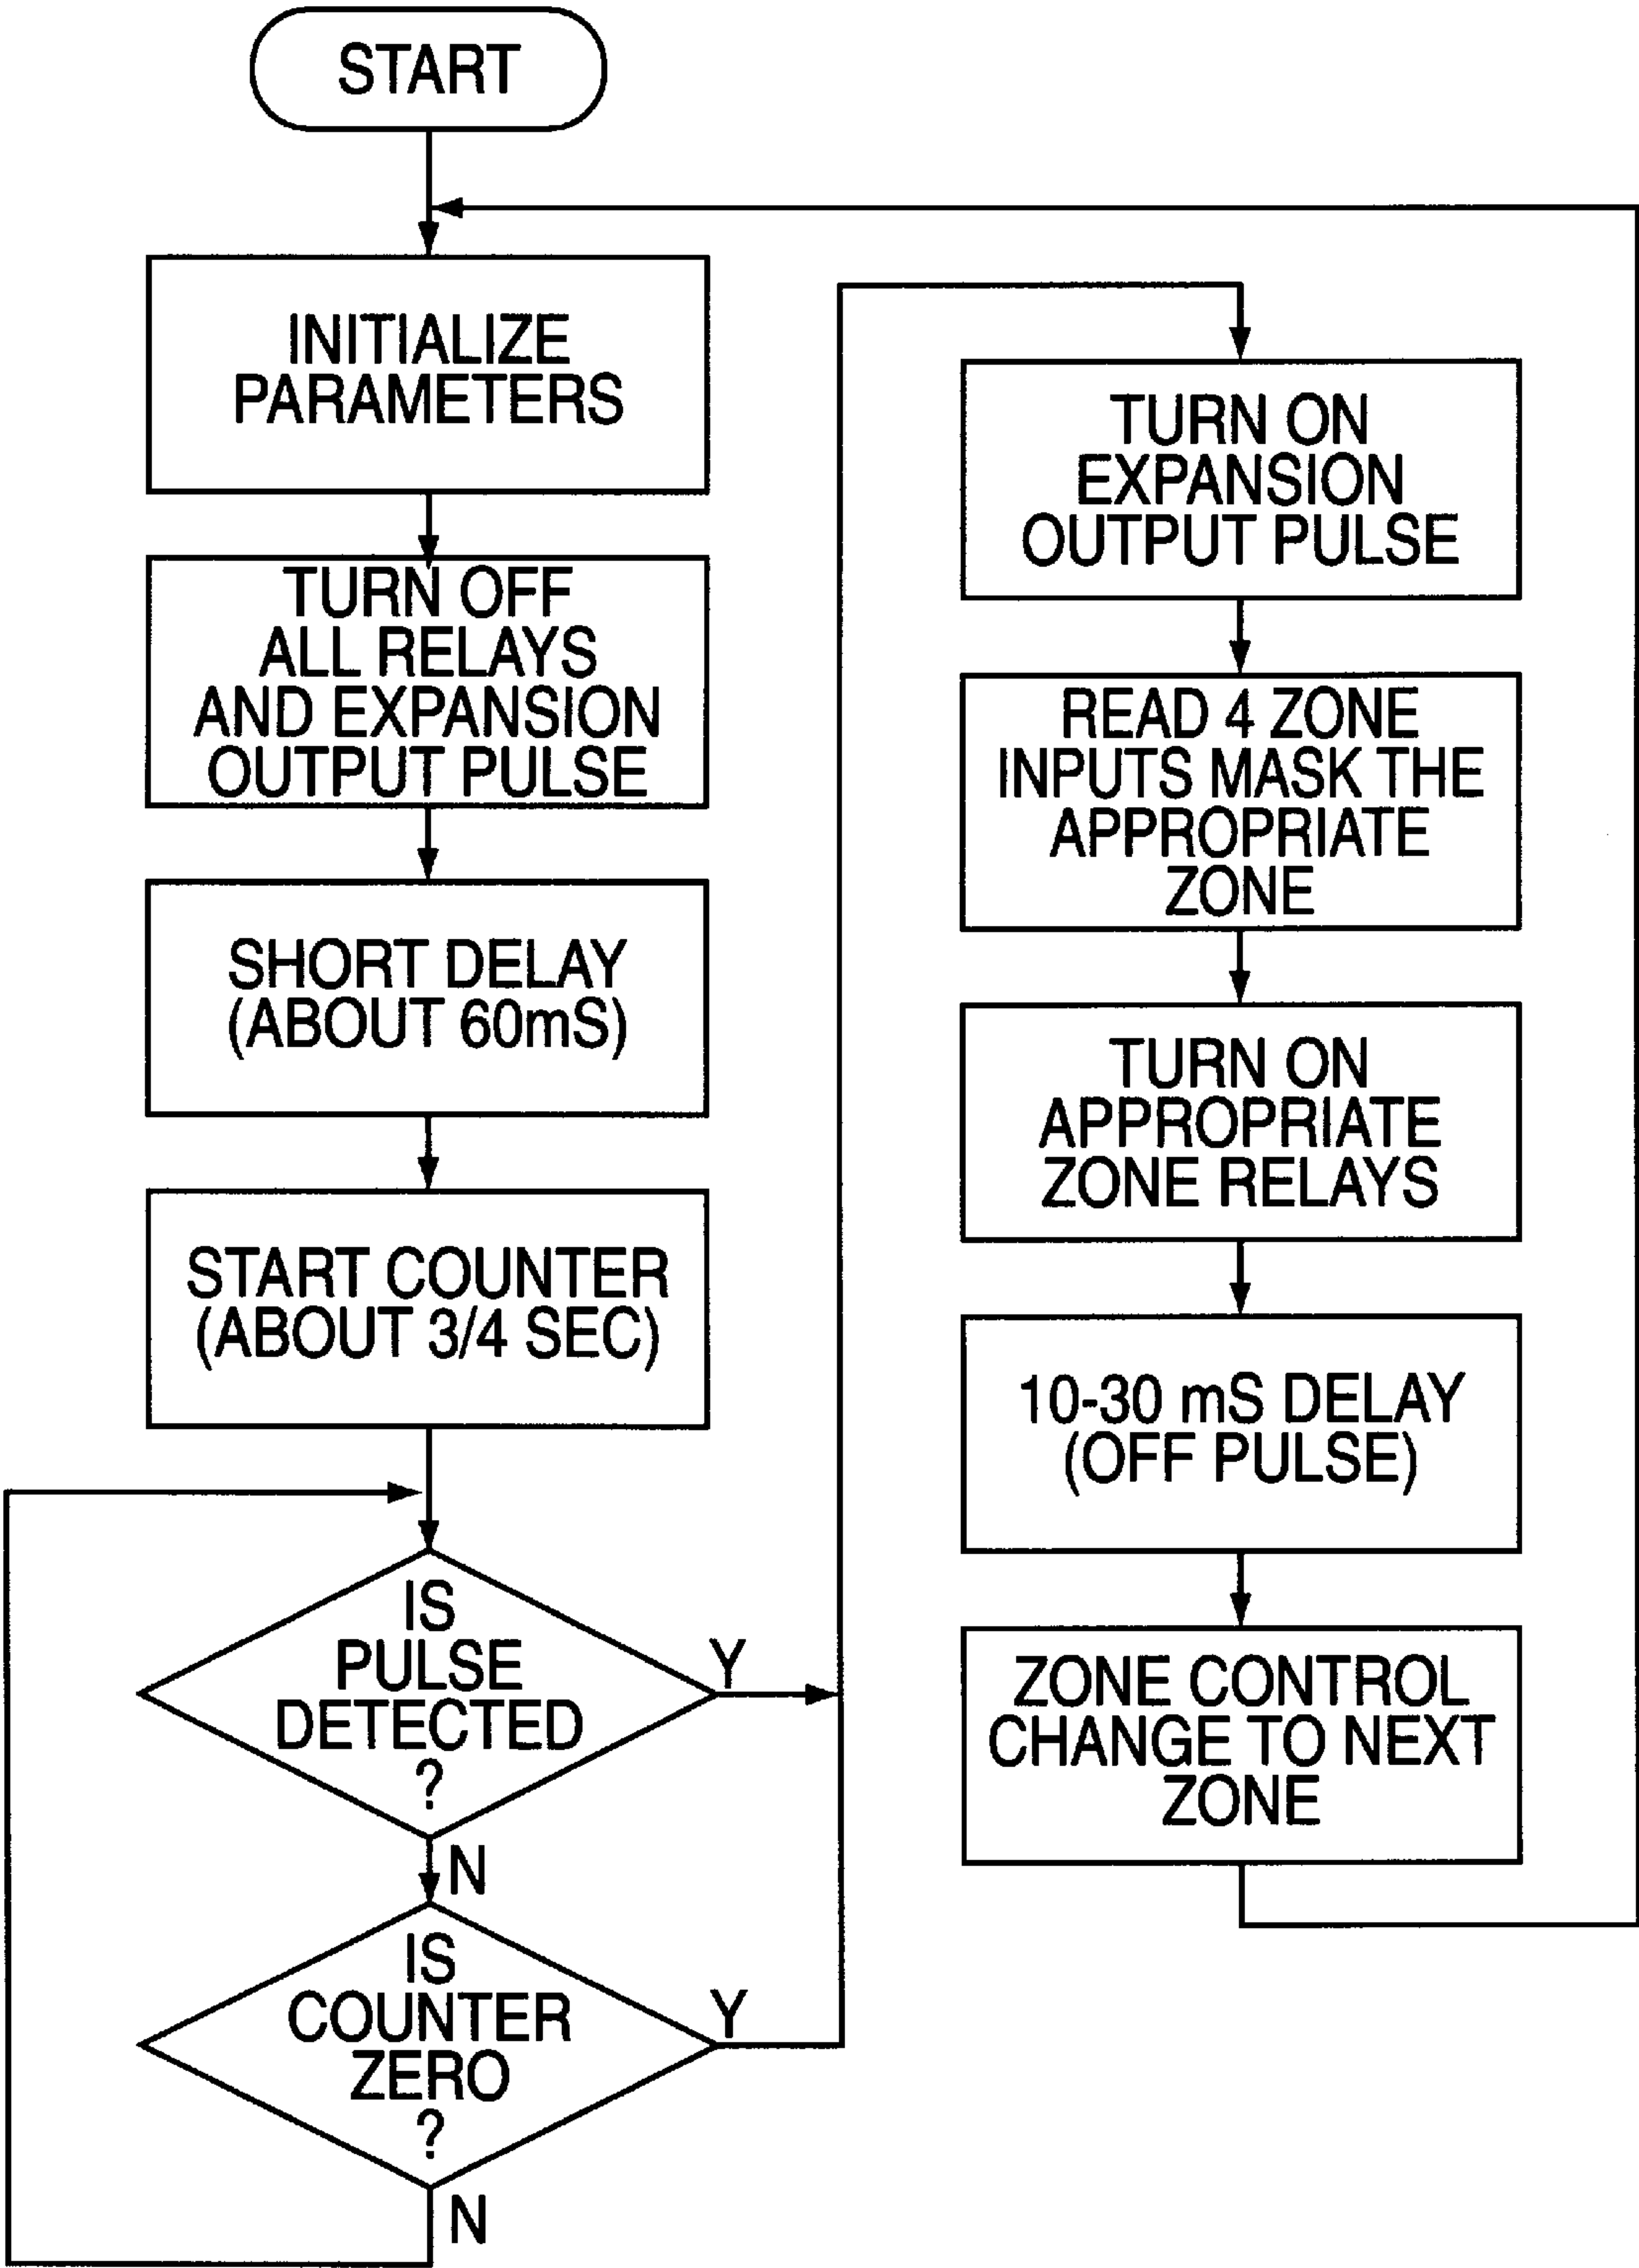 START
INITIALIZE
PARAMETERS
TURN OFF
ALL RELAYS
AND EXPANSION
OUTPUT PULSE
SHORT DELAY
(ABOUT 60mS)
START COUNTER
(ABOUT 3/4 SEC)
IS
PULSE
DETECTED
?
Y
N
IS
COUNTER
ZERO
?
Y
N
TURN ON
EXPANSION
OUTPUT PULSE
READ 4 ZONE
INPUTS MASK THE
APPROPRIATE
ZONE
TURN ON
APPROPRIATE
ZONE RELAYS
10-30 mS DELAY
(OFF PULSE)
ZONE CONTROL
CHANGE TO NEXT
ZONE